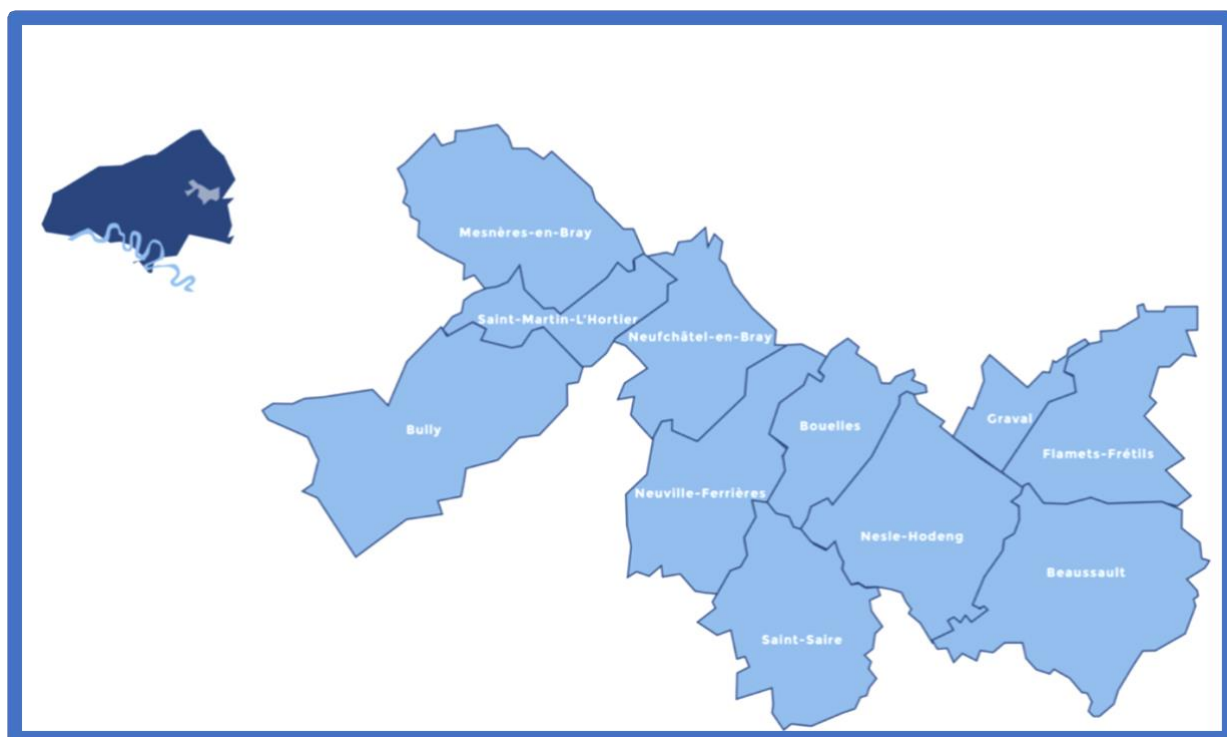 Mesnères-en-Bray
Saint-Martin-L'Hortier
Neufchâtel-en-Bray
Bully
Bouelles
Graval
Flamets-Frétils
Neuville-Ferrières
Nesle-Hodeng
Beaussault
Saint-Saire